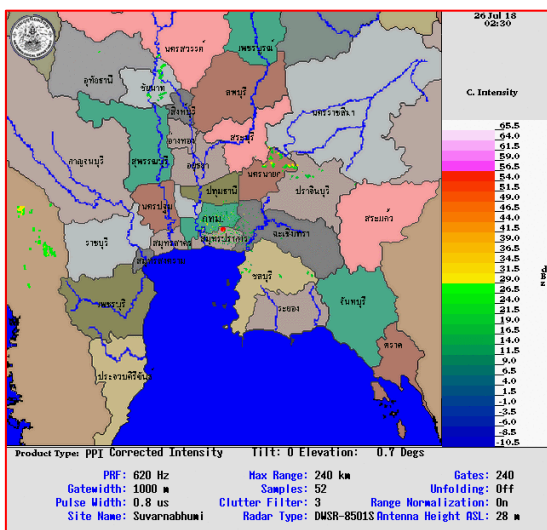 26 Jul 18
02:30
C. Intensity
นครสวรรค์
เพชรบูรณ์
อุทัยธานี
ชัยนาท
ลพบุรี
สิงห์บุรี
นครราชสีมา
อ่างทอง
สระบุรี
กาญจนบุรี
สุพรรณบุรี
อยุธยา
นครนายก
ปราจีนบุรี
ปทุมธานี
นครปฐม
กทม.
สระแก้ว
ฉะเชิงเทรา
ราชบุรี
สมุทรสาคร
สมุทรปราการ
ชลบุรี
เพชรบุรี
ระยอง
จันทบุรี
ตราด
ประจวบคีรีขันธ์
65.5
64.0
61.5
59.0
56.5
54.0
51.5
49.0
46.5
44.0
41.5
39.0
36.5
34.0
31.5
29.0
26.5
24.0
21.5
19.0
16.5
14.0
11.5
9.0
6.5
4.0
1.5
-1.0
-3.5
-6.0
-8.5
-10.5
Product Type: PPI Corrected Intensity Tilt: 0 Elevation: 0.7 Degs
PRF: 620 Hz Max Range: 240 km Gates: 240
Gatewidth: 1000 m Samples: 52 Unfolding: Off
Pulse Width: 0.8 us Clutter Filter: 3 Range Normalization: On
Site Name: Suvarnabhumi Radar Type: DWSR-8501S Antenna Height ASL: 28 m